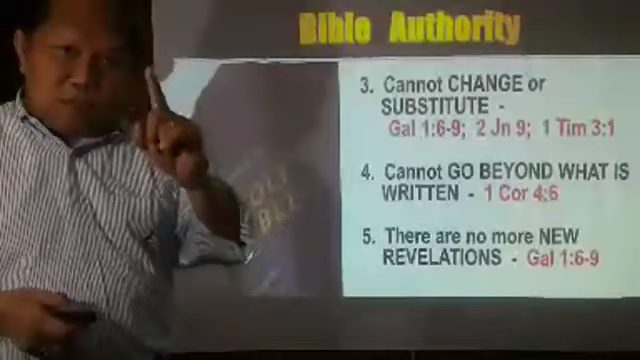 Bible Authority
3. Cannot CHANGE or
SUBSTITUTE -
Gal 1:6-9; 2 Jn 9; 1 Tim 3:1
4. Cannot GO BEYOND WHAT IS
WRITTEN - 1 Cor 4:6
5. There are no more NEW
REVELATIONS - Gal 1:6-9